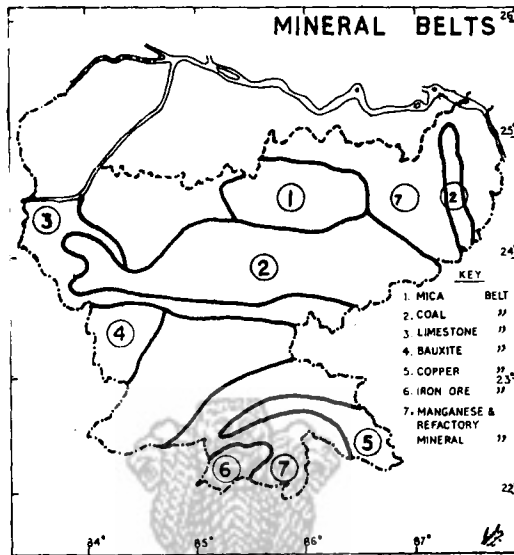 MINERAL BELTS
26
25°
24°
23°
22°
84°
85°
86°
87°
1
2
3
4
5
6
7
7
2
KEY
1. MICA BELT
2. COAL "
3. LIMESTONE "
4. BAUXITE "
5. COPPER "
6. IRON ORE "
7. MANGANESE &
REFACTORY
MINERAL "